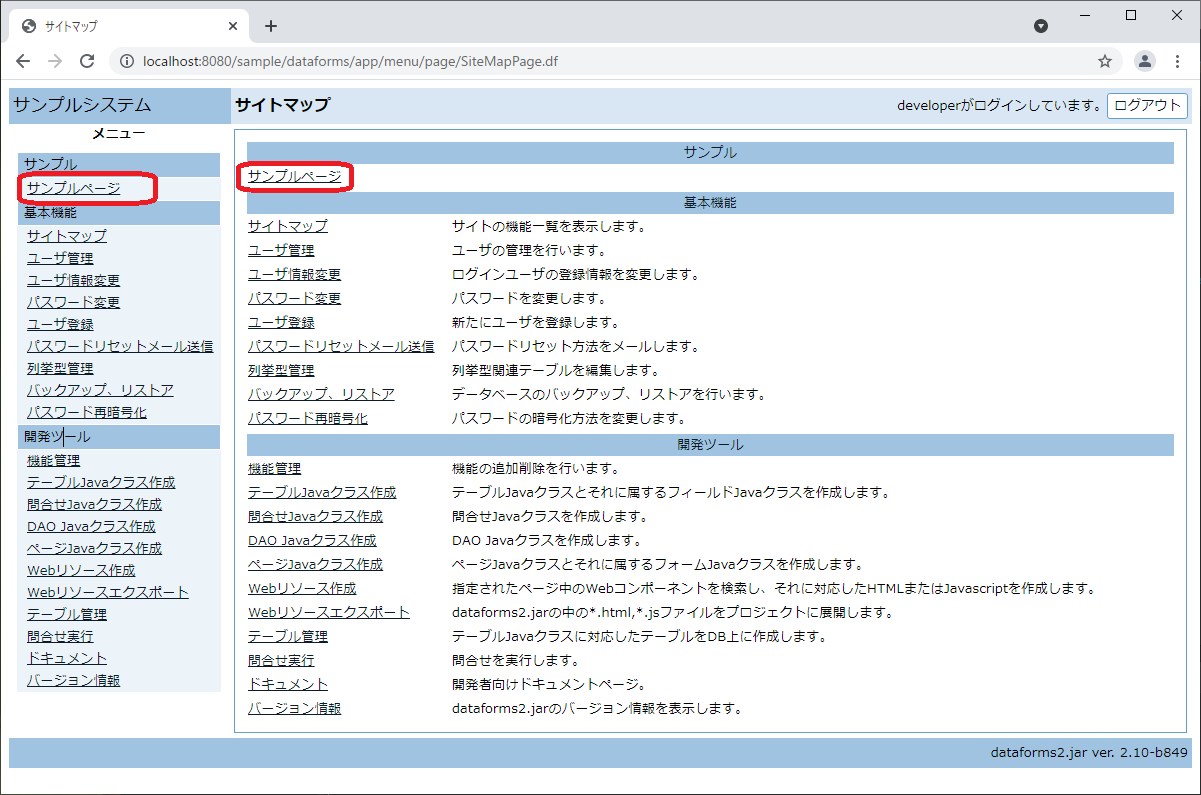 サイトマップ
localhost:8080/sample/dataforms/app/menu/page/SiteMapPage.df
サンプルシステム
サイトマップ
developerがログインしています。
ログアウト
メニュー
サンプル
サンプルページ
基本機能
サイトマップ
ユーザ管理
ユーザ情報変更
パスワード変更
ユーザ登録
パスワードリセットメール送信
列挙型管理
バックアップ、リストア
パスワード再暗号化
開発ツール
機能管理
テーブルJavaクラス作成
問合せJavaクラス作成
DAO Javaクラス作成
ページJavaクラス作成
Webリソース作成
Webリソースエクスポート
テーブル管理
問合せ実行
ドキュメント
バージョン情報
サンプル
サンプルページ
基本機能
サイトマップ サイトの機能一覧を表示します。
ユーザ管理 ユーザの管理を行います。
ユーザ情報変更 ログインユーザの登録情報を変更します。
パスワード変更 パスワードを変更します。
ユーザ登録 新たにユーザを登録します。
パスワードリセットメール送信 パスワードリセット方法をメールします。
列挙型管理 列挙型関連テーブルを編集します。
バックアップ、リストア データベースのバックアップ、リストアを行います。
パスワード再暗号化 パスワードの暗号化方法を変更します。
開発ツール
機能管理 機能の追加削除を行います。
テーブルJavaクラス作成 テーブルJavaクラスとそれに属するフィールドJavaクラスを作成します。
問合せJavaクラス作成 問合せJavaクラスを作成します。
DAO Javaクラス作成 DAO Javaクラスを作成します。
ページJavaクラス作成 ページJavaクラスとそれに属するフォームJavaクラスを作成します。
Webリソース作成 指定されたページ中のWebコンポーネントを検索し、それに対応したHTMLまたはJavascriptを作成します。
Webリソースエクスポート dataforms2.jarの中の*.html,*.jsファイルをプロジェクトに展開します。
テーブル管理 テーブルJavaクラスに対応したテーブルをDB上に作成します。
問合せ実行 問合せを実行します。
ドキュメント 開発者向けドキュメントページ。
バージョン情報 dataforms2.jarのバージョン情報を表示します。
dataforms2.jar ver. 2.10-b849